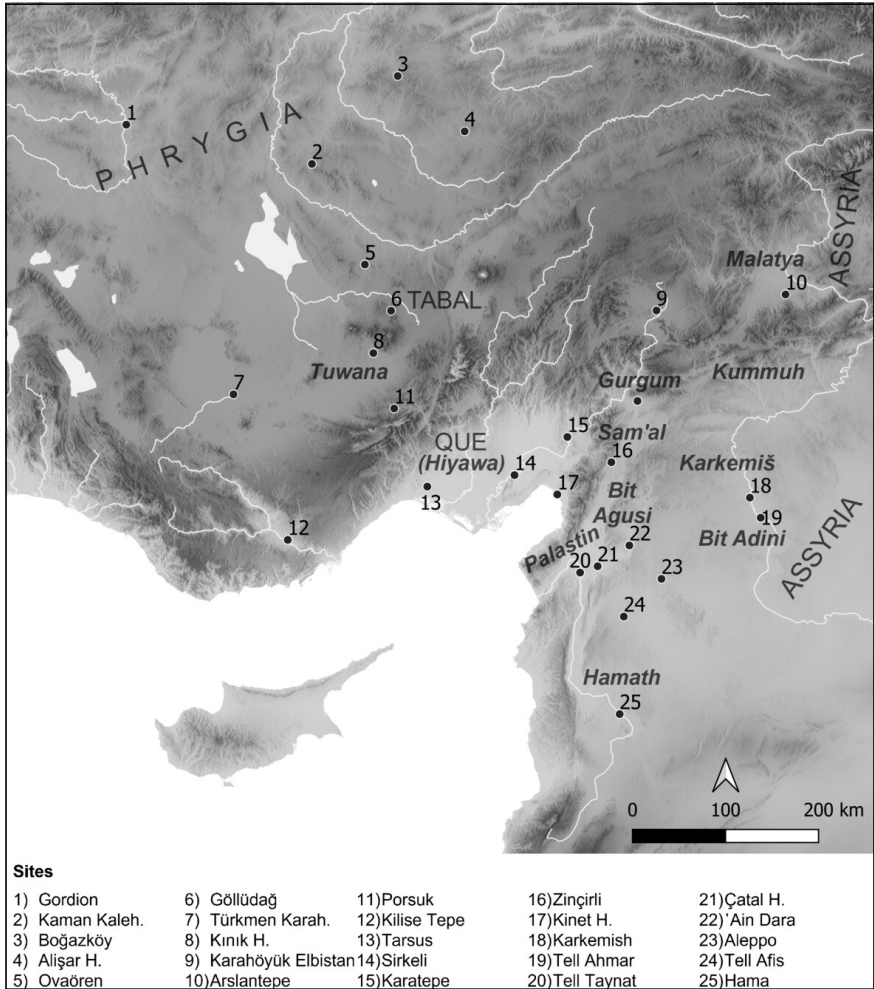 3
1
4
PHRYGIA
2
ASSYRIA
Malatya
5
10
6 TABAL
9
8
Tuwana
Kummuh
7
Gurgum
11
QUE
(Hiyawa)
15
Sam'al
14
16
Karkemiš
17
Bit
Agusi
18
13
19
Bit Adini
ASSYRIA
12
Palastin
22
20 21
23
24
Hamath
25
0 100 200 km
Sites
1) Gordion 6) Göllüdağ 11)Porsuk 16)Zinçirli 21)Çatal H.
2) Kaman Kaleh. 7) Türkmen Karah. 12)Kilise Tepe 17)Kinet H. 22)'Ain Dara
3) Boğazköy 8) Kınık H. 13)Tarsus 18)Karkemish 23)Aleppo
4) Alişar H. 9) Karahöyük Elbistan 14)Sirkeli 19)Tell Ahmar 24)Tell Afis
5) Ovaören 10)Arslantepe 15)Karatepe 20)Tell Taynat 25)Hama